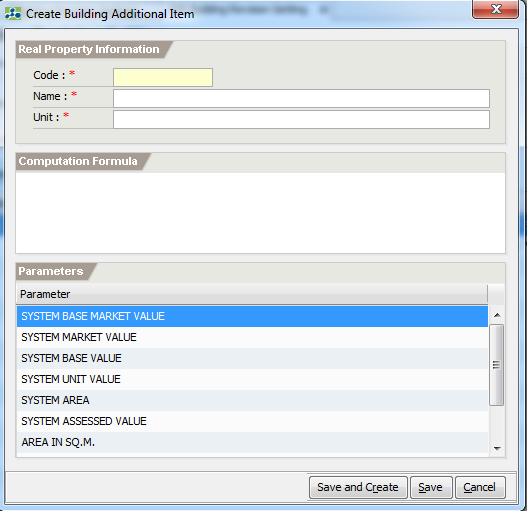 Create Building Additional Item
Real Property Information
Code : *
Name : *
Unit : *
Computation Formula
Parameters
Parameter
SYSTEM BASE MARKET VALUE
SYSTEM MARKET VALUE
SYSTEM BASE VALUE
SYSTEM UNIT VALUE
SYSTEM AREA
SYSTEM ASSESSED VALUE
AREA IN SQ.M.
Save and Create Save Cancel